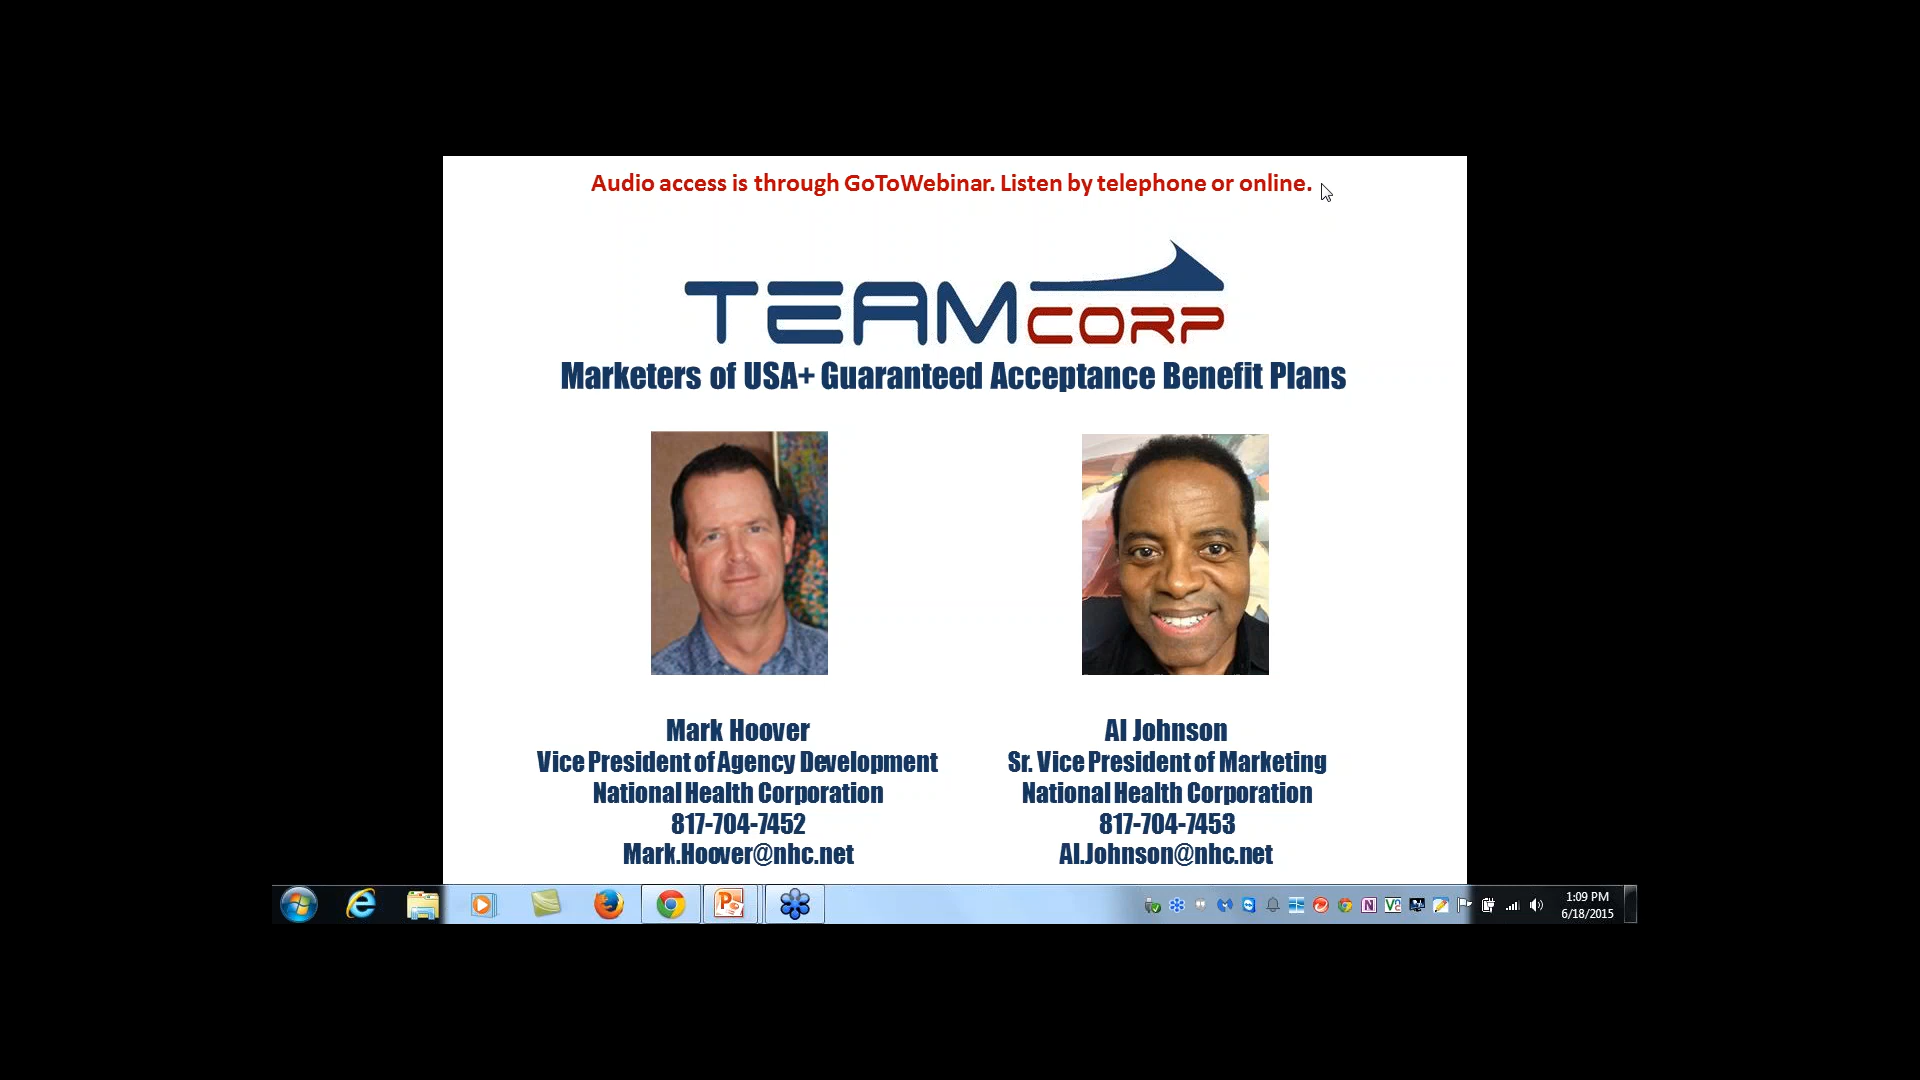 Audio access is through GoToWebinar. Listen by telephone or online.
TEAMCORP
Marketers of USA+ Guaranteed Acceptance Benefit Plans
Mark Hoover
Vice President of Agency Development
National Health Corporation
817-704-7452
Mark.Hoover@nhc.net
Al Johnson
Sr. Vice President of Marketing
National Health Corporation
817-704-7453
Al.Johnson@nhc.net
1:09 PM
6/18/2015